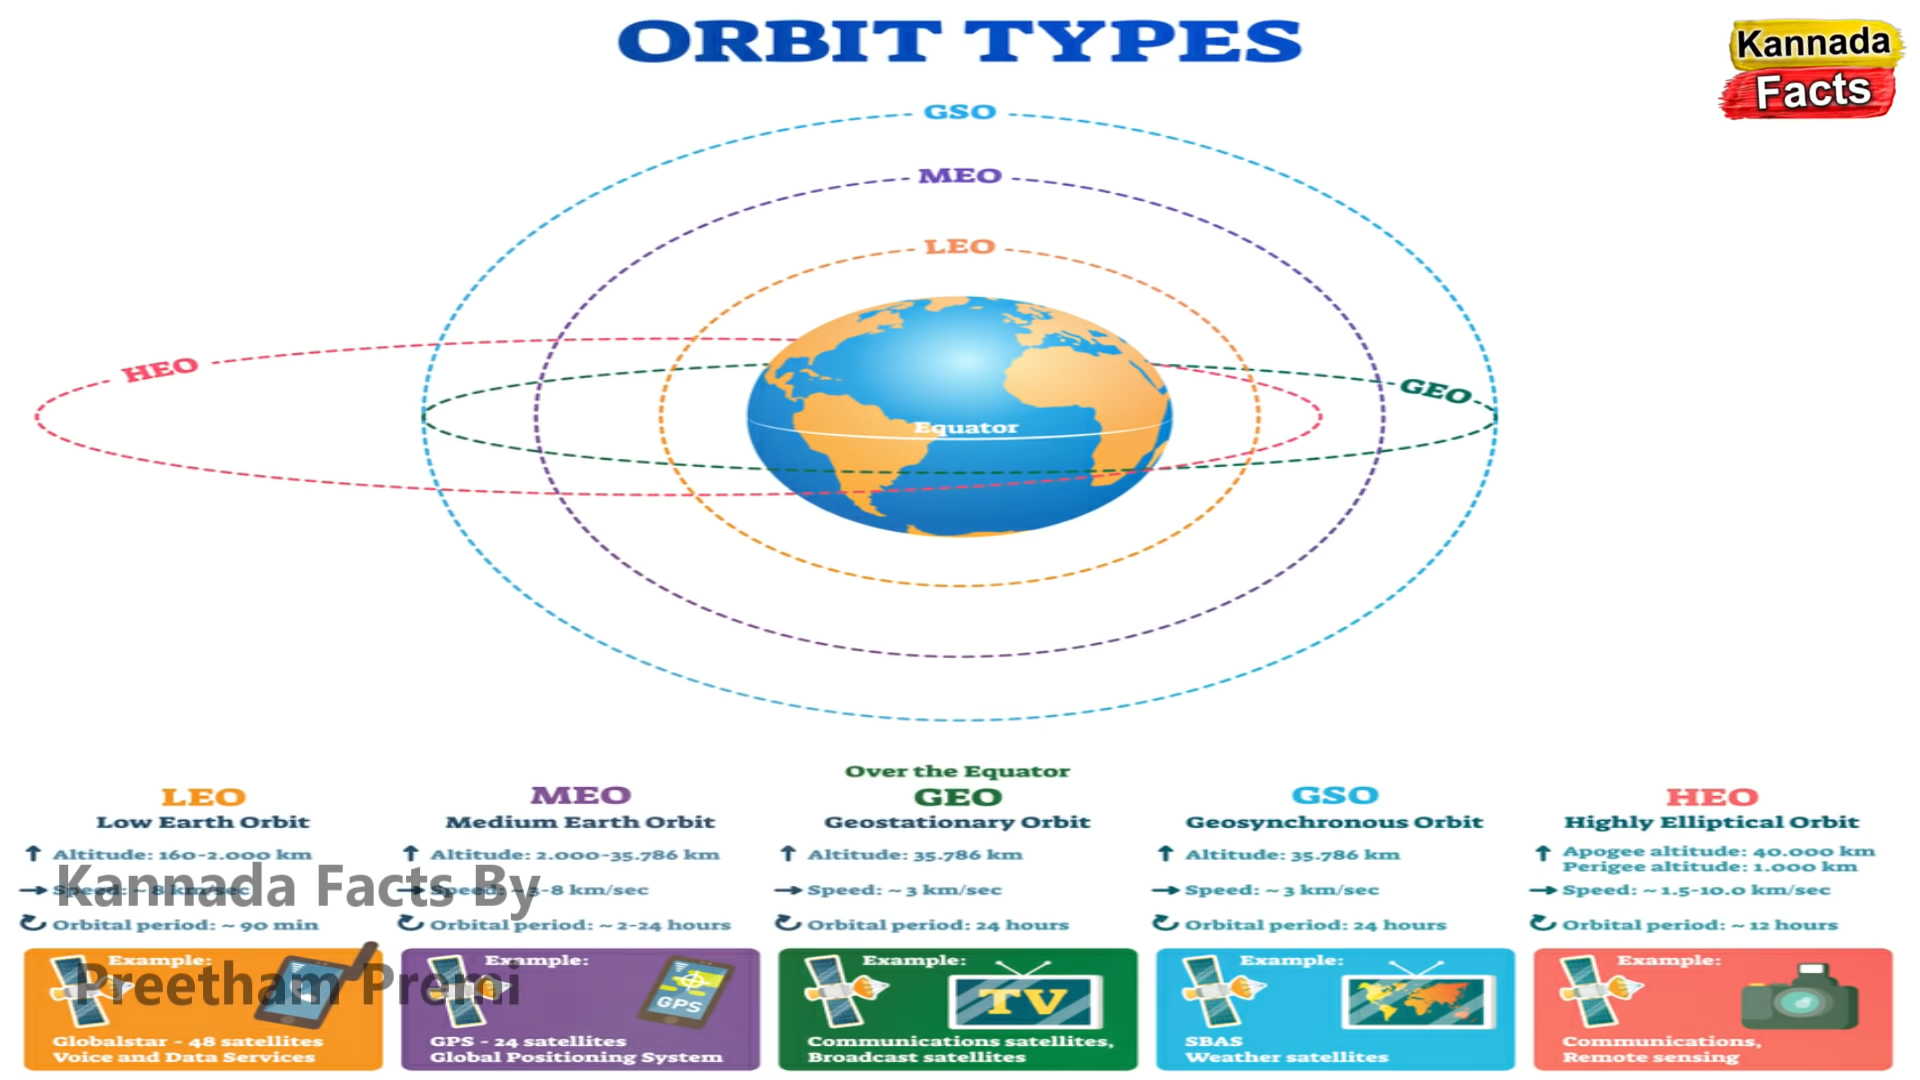 ORBIT TYPES
Kannada
Facts
GSO
MEO
LEO
HEO
GEO
Equator
Over the Equator
LEO
Low Earth Orbit
Altitude: 160-2.000 km
Speed: ~ 8 km/sec
Orbital period: ~ 90 min
Example:
Globalstar - 48 satellites
Voice and Data Services
MEO
Medium Earth Orbit
Altitude: 2.000-35.786 km
Speed: ~ 3-8 km/sec
Orbital period: ~ 2-24 hours
Example:
GPS
GPS - 24 satellites
Global Positioning System
GEO
Geostationary Orbit
Altitude: 35.786 km
Speed: ~ 3 km/sec
Orbital period: 24 hours
Example:
TV
Communications satellites,
Broadcast satellites
GSO
Geosynchronous Orbit
Altitude: 35.786 km
Speed: ~ 3 km/sec
Orbital period: 24 hours
Example:
SBAS
Weather satellites
HEO
Highly Elliptical Orbit
Apogee altitude: 40.000 km
Perigee altitude: 1.000 km
Speed: ~ 1.5-10.0 km/sec
Orbital period: ~ 12 hours
Example:
Communications,
Remote sensing
Kannada Facts By
Preetham Premi